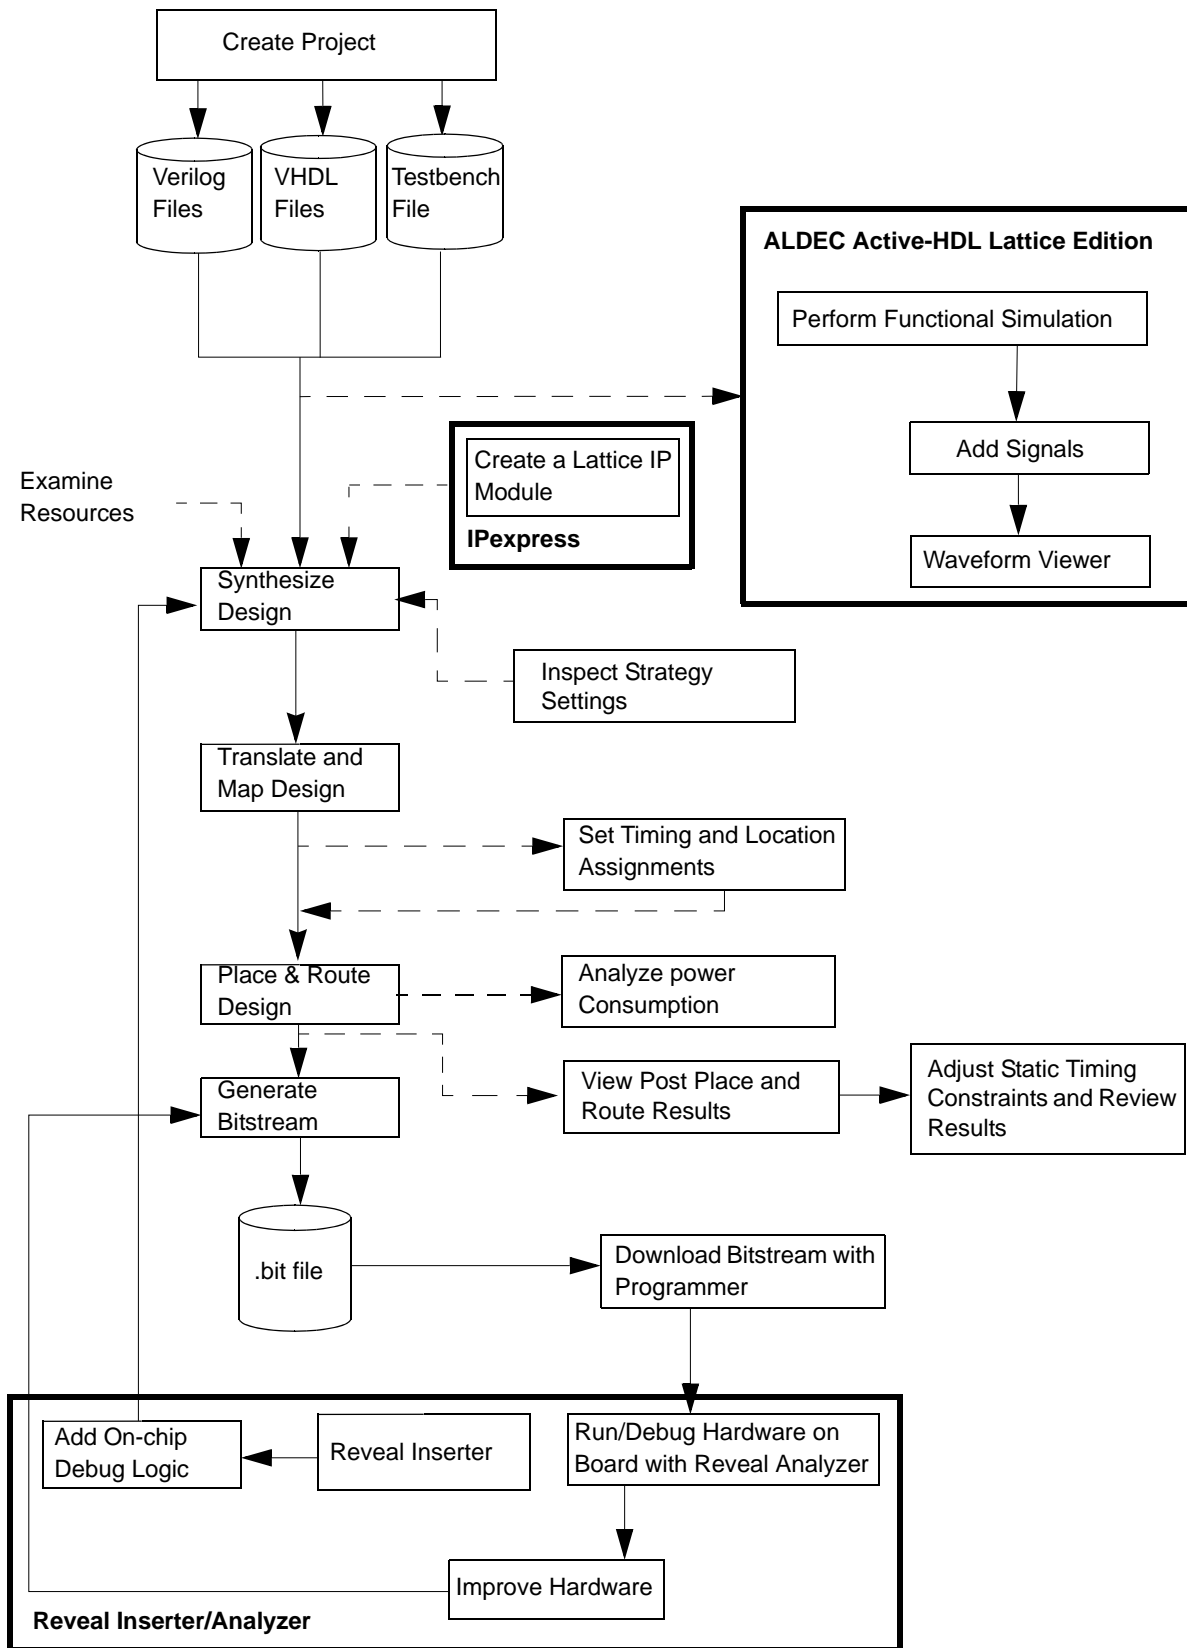 Create Project
Verilog
Files
VHDL
Files
Testbench
File
ALDEC Active-HDL Lattice Edition
Perform Functional Simulation
Add Signals
Waveform Viewer
Create a Lattice IP
Module
IPexpress
Examine
Resources
Synthesize
Design
Inspect Strategy
Settings
Translate and
Map Design
Set Timing and Location
Assignments
Place & Route
Design
Analyze power
Consumption
Generate
Bitstream
View Post Place and
Route Results
Adjust Static Timing
Constraints and Review
Results
.bit file
Download Bitstream with
Programmer
Add On-chip
Debug Logic
Reveal Inserter
Run/Debug Hardware on
Board with Reveal Analyzer
Improve Hardware
Reveal Inserter/Analyzer